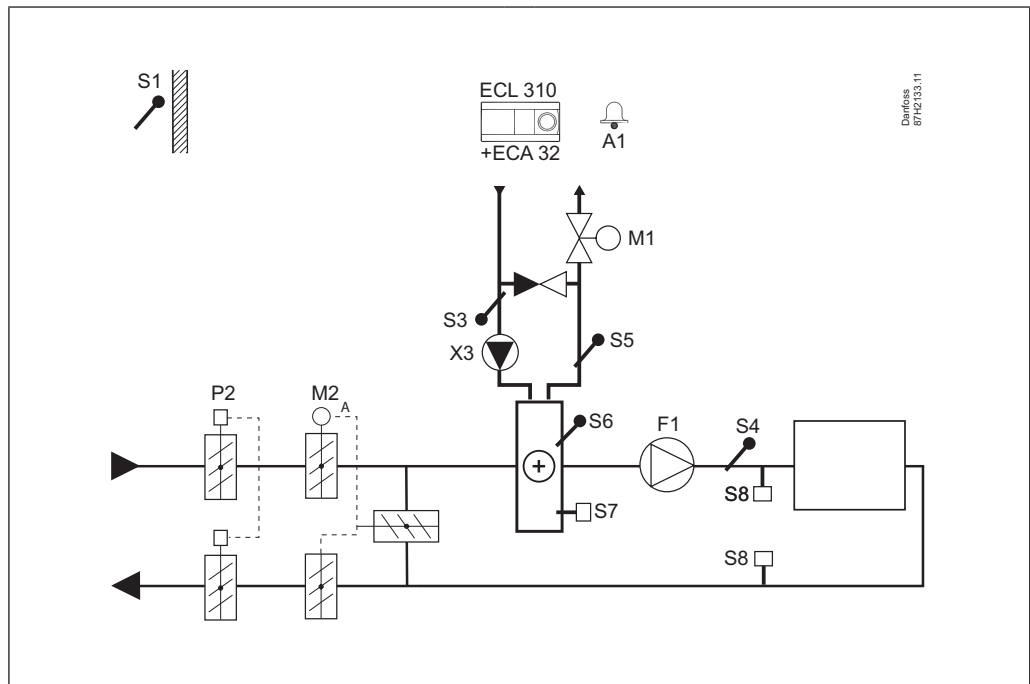 S1
ECL 310
+ECA 32
A1
Danfoss
87H2133.11
M1
S3
X3
S5
P2
M2
A
S6
F1
S4
S8
S7
S8